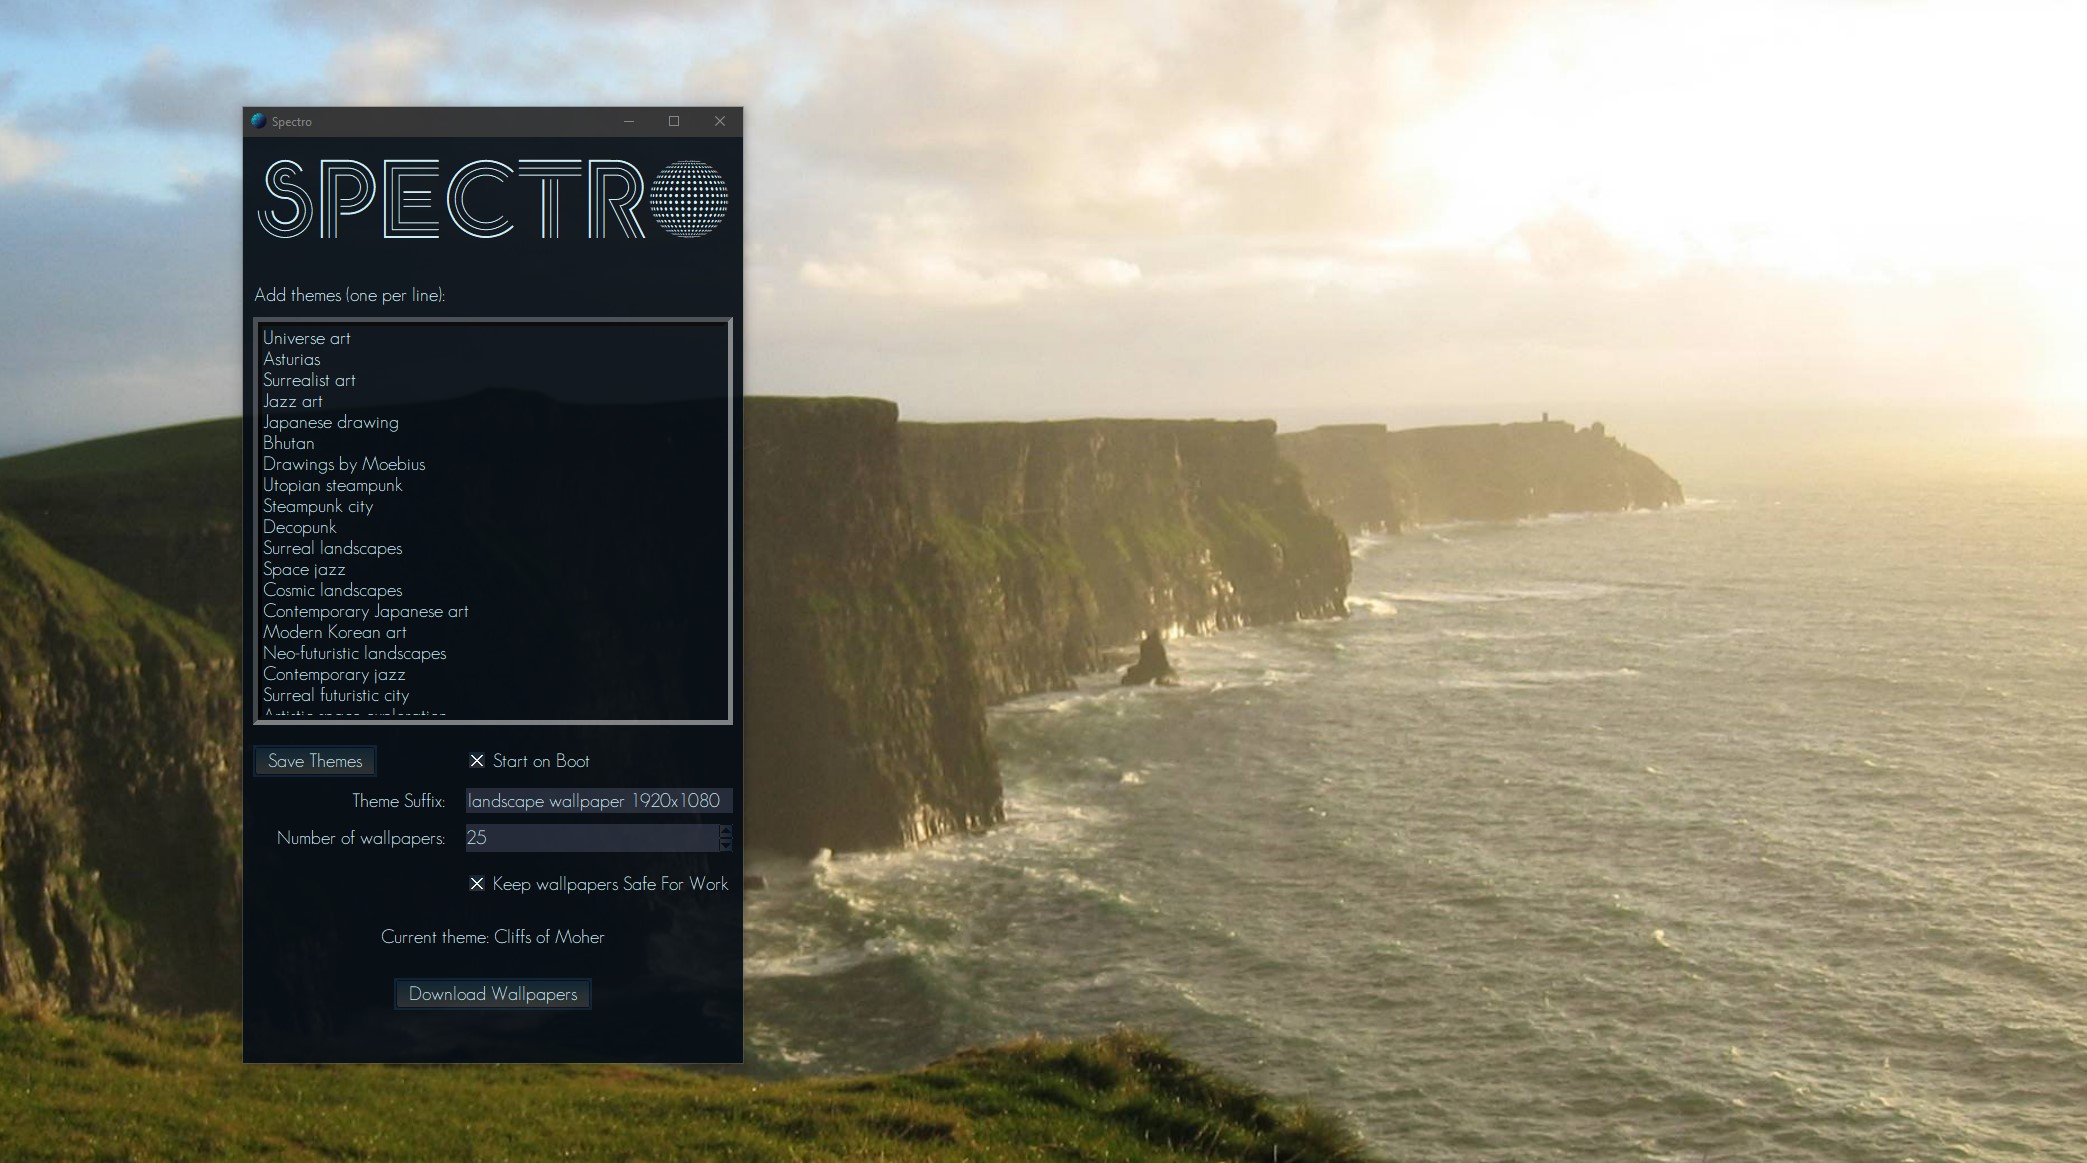 Spectro
SPECTRO
Add themes (one per line):
Universe art
Asturias
Surrealist art
Jazz art
Japanese drawing
Bhutan
Drawings by Moebius
Utopian steampunk
Steampunk city
Decopunk
Surreal landscapes
Space jazz
Cosmic landscapes
Contemporary Japanese art
Modern Korean art
Neo-futuristic landscapes
Contemporary jazz
Surreal futuristic city
Artistic space exploration
Save Themes
Start on Boot
Theme Suffix: landscape wallpaper 1920x1080
Number of wallpapers: 25
Keep wallpapers Safe For Work
Current theme: Cliffs of Moher
Download Wallpapers